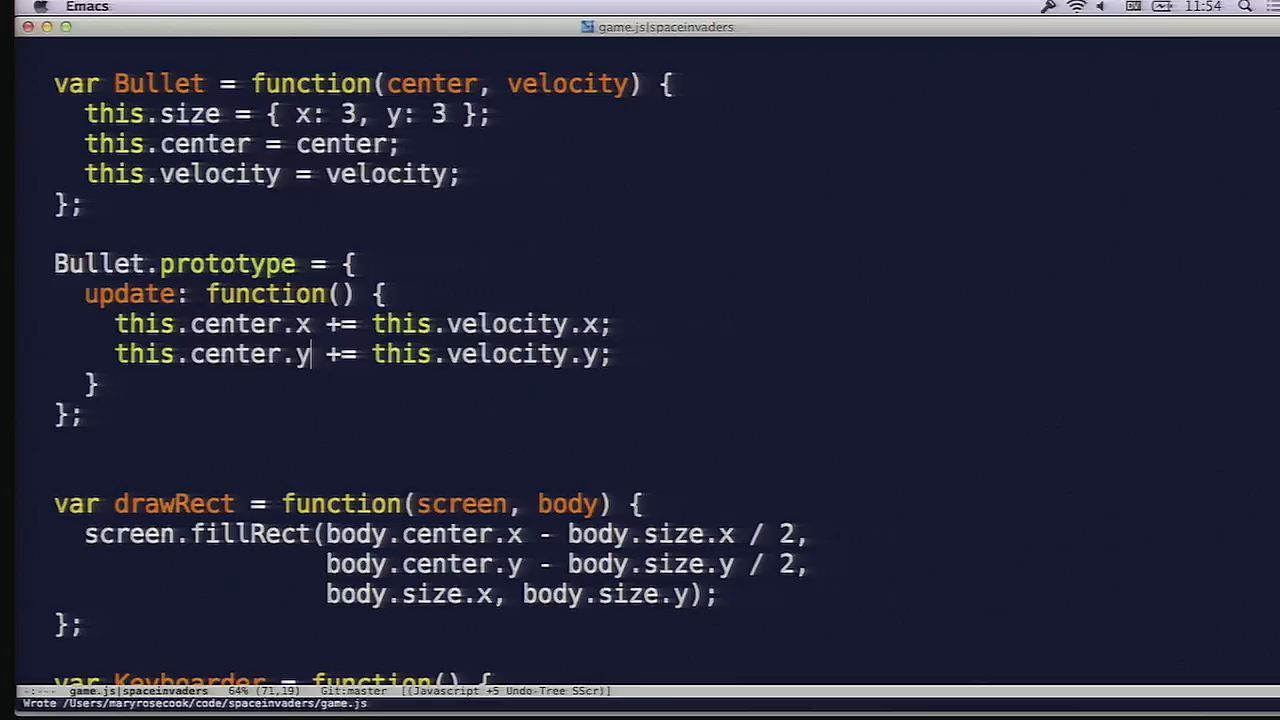 Emacs 11:54
game.js|spaceinvaders
var Bullet = function(center, velocity) {
this.size = { x: 3, y: 3 };
this.center = center;
this.velocity = velocity;
};
Bullet.prototype = {
update: function() {
this.center.x += this.velocity.x;
this.center.y += this.velocity.y;
}
};
var drawRect = function(screen, body) {
screen.fillRect(body.center.x - body.size.x / 2,
body.center.y - body.size.y / 2,
body.size.x, body.size.y);
};
var Keyboarder = function() {
-:--- game.js|spaceinvaders 64% (71,19) Git:master [(Javascript +5 Undo-Tree SScr)]
Wrote /Users/maryrosecook/code/spaceinvaders/game.js